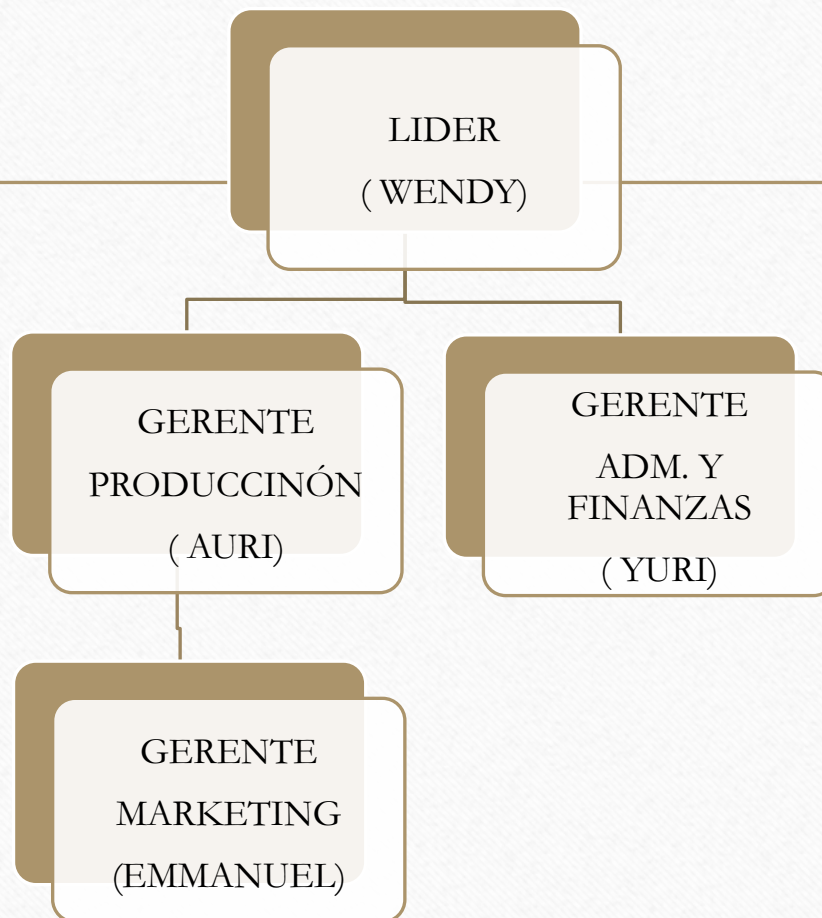 LIDER
( WENDY)
GERENTE
PRODUCCINÓN
( AURI)
GERENTE
ADM. Y
FINANZAS
( YURI)
GERENTE
MARKETING
(EMMANUEL)